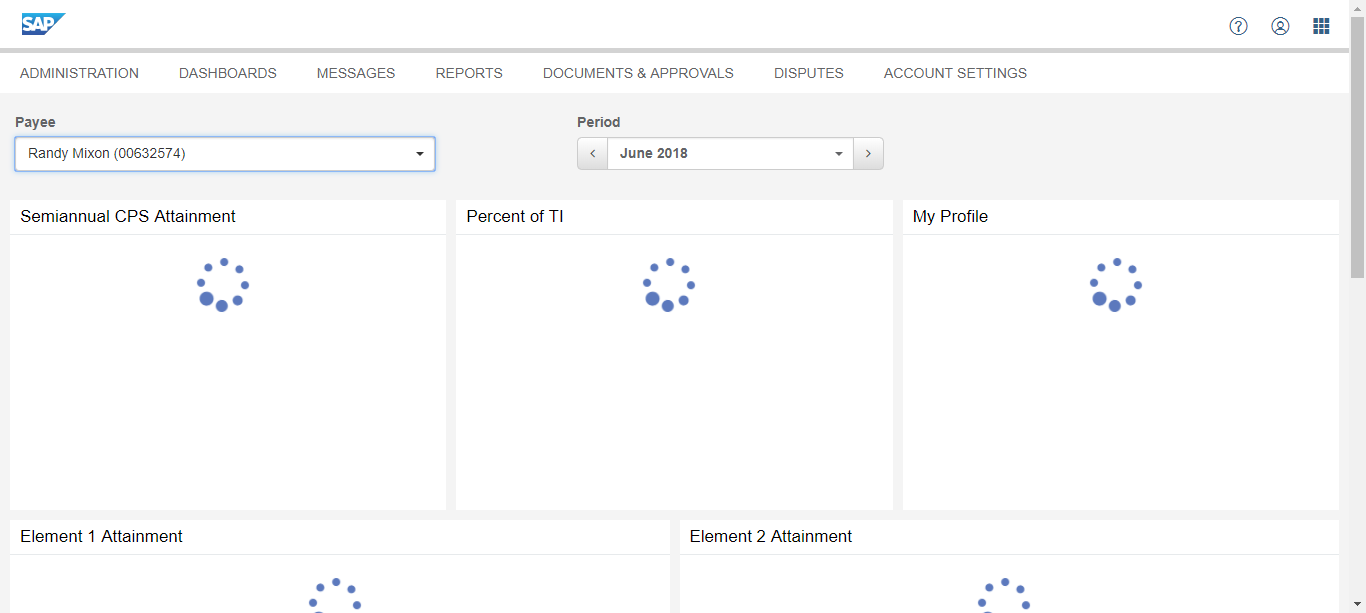 SAP
ADMINISTRATION DASHBOARDS MESSAGES REPORTS DOCUMENTS & APPROVALS DISPUTES ACCOUNT SETTINGS
Payee Period
Randy Mixon (00632574) June 2018
Semiannual CPS Attainment Percent of TI My Profile
Element 1 Attainment Element 2 Attainment